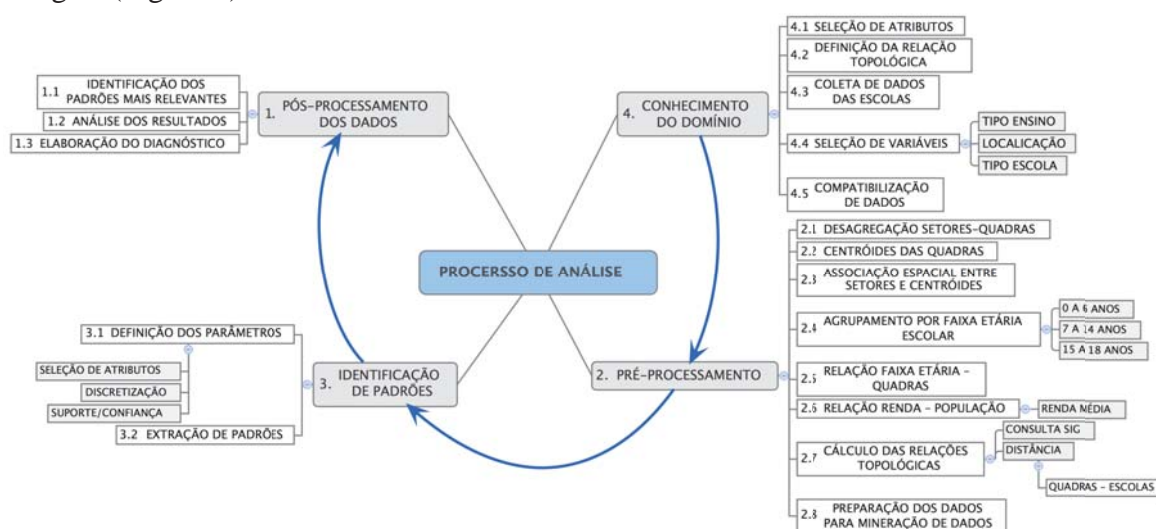 1.1 IDENTIFICAÇÃO DOS
PADRÕES MAIS RELEVANTES
1.2 ANÁLISE DOS RESULTADOS
1.3 ELABORAÇÃO DO DIAGNÓSTICO
1. PÓS-PROCESSAMENTO
DOS DADOS
4. CONHECIMENTO
DO DOMÍNIO
4.1 SELEÇÃO DE ATRIBUTOS
4.2 DEFINIÇÃO DA RELAÇÃO
TOPOLÓGICA
4.3 COLETA DE DADOS
DAS ESCOLAS
4.4 SELEÇÃO DE VARIÁVEIS
TIPO ENSINO
LOCALICAÇÃO
TIPO ESCOLA
4.5 COMPATIBILIZAÇÃO
DE DADOS
PROCERSSO DE ANÁLISE
3.1 DEFINIÇÃO DOS PARÂMETROS
SELEÇÃO DE ATRIBUTOS
DISCRETIZAÇÃO
SUPORTE/CONFIANÇA
3.2 EXTRAÇÃO DE PADRÕES
3. IDENTIFICAÇÃO
DE PADRÕES
2. PRÉ-PROCESSAMENTO
2.1 DESAGREGAÇÃO SETORES-QUADRAS
2.2 CENTRÓIDES DAS QUADRAS
2.3 ASSOCIAÇÃO ESPACIAL ENTRE
SETORES E CENTRÓIDES
2.4 AGRUPAMENTO POR FAIXA ETÁRIA
ESCOLAR
0 A 6 ANOS
7 A 14 ANOS
15 A 18 ANOS
2.5 RELAÇÃO FAIXA ETÁRIA -
QUADRAS
2.6 RELAÇÃO RENDA - POPULAÇÃO
RENDA MÉDIA
2.7 CÁLCULO DAS RELAÇÕES
TOPOLÓGICAS
CONSULTA SIG
DISTÂNCIA
QUADRAS - ESCOLAS
2.8 PREPARAÇÃO DOS DADOS
PARA MINERAÇÃO DE DADOS